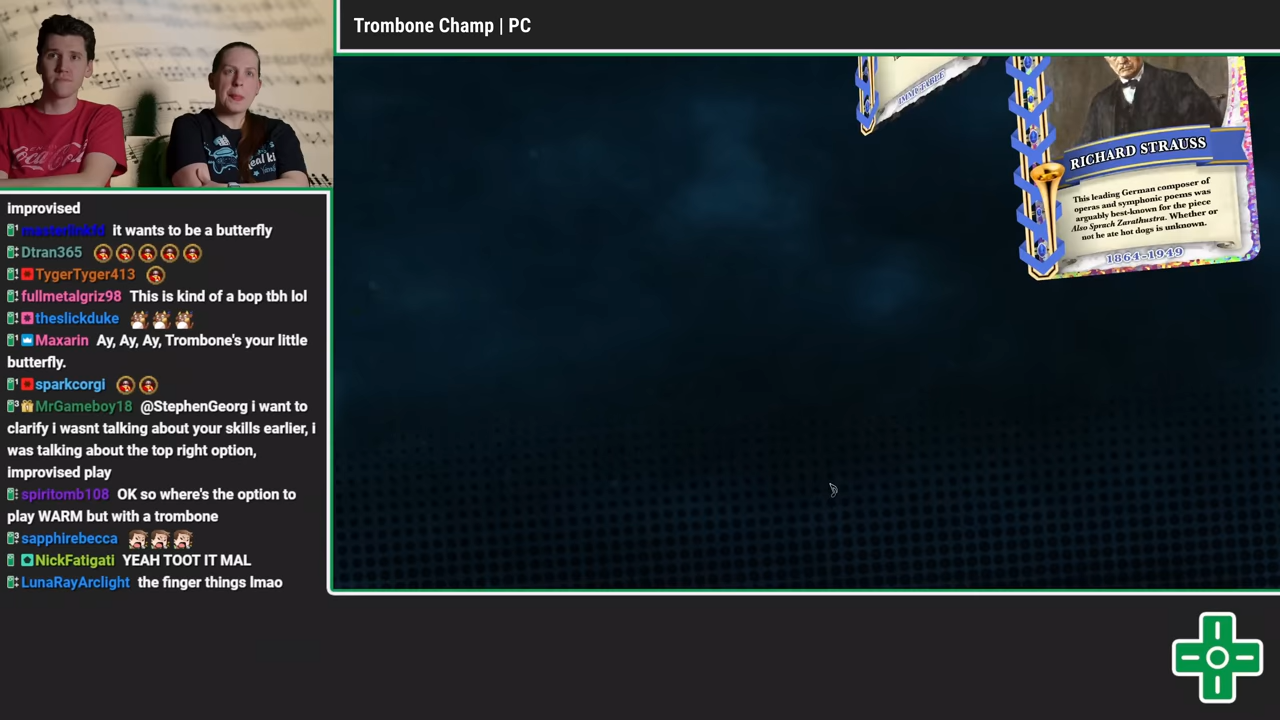 Trombone Champ | PC
IMMUTABLE
RICHARD STRAUSS
This leading German composer of
operas and symphonic poems was
arguably best-known for the piece
Also Sprach Zarathustra. Whether or
not he ate hot dogs is unknown.
1864-1949
Coca-Cola
improvised
it wants to be a butterfly
Dtran365
TygerTyger413
fullmetalgriz98 This is kind of a bop tbh lol
theslickduke
Maxarin Ay, Ay, Ay, Trombone's your little
butterfly.
sparkcorgi
MrGameboy18 @StephenGeorg i want to
clarify i wasnt talking about your skills earlier, i
was talking about the top right option,
improvised play
spiritomb108 OK so where's the option to
play WARM but with a trombone
sapphirebecca
NickFatigati YEAH TOOT IT MAL
LunaRayArclight the finger things lmao